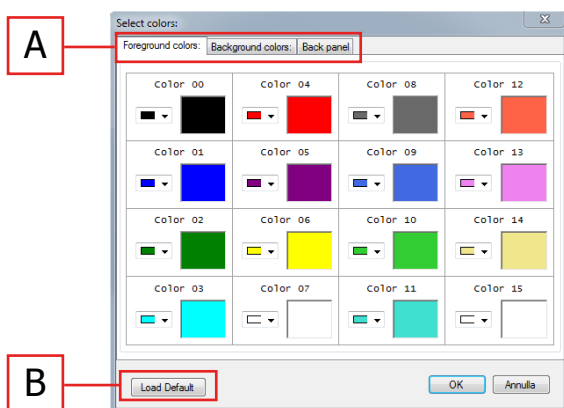 Select colors:
A
Foreground colors: Background colors: Back panel
Color 00 Color 04 Color 08 Color 12
Color 01 Color 05 Color 09 Color 13
Color 02 Color 06 Color 10 Color 14
Color 03 Color 07 Color 11 Color 15
B
Load Default OK Annulla